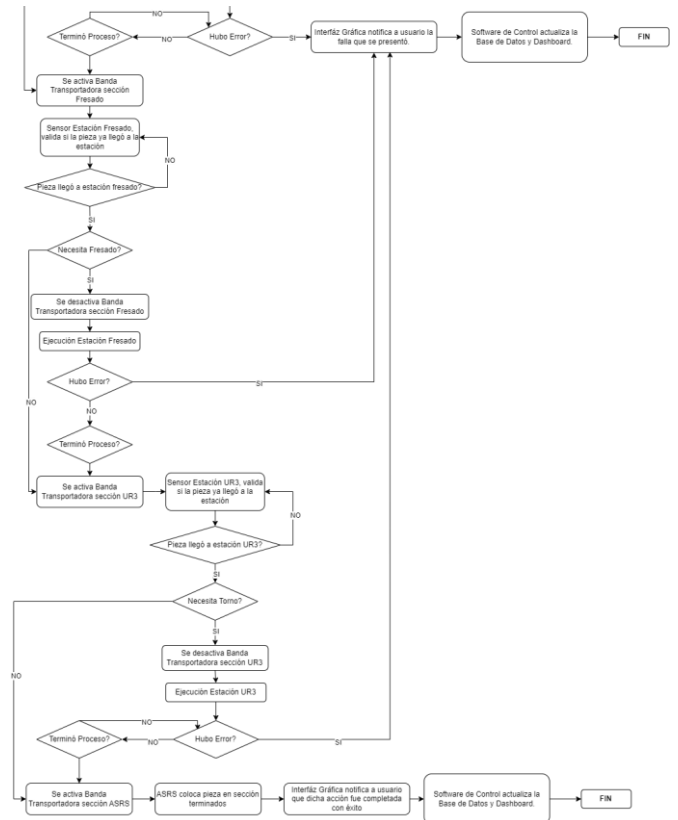 NO
Terminó Proceso?
NO
Hubo Error?
SI
Interfáz Gráfica notifica a usuario la
falla que se presentó.
Software de Control actualiza la
Base de Datos y Dashboard.
FIN
Se activa Banda
Transportadora sección
Fresado
Sensor Estación Fresado,
valida si la pieza ya llegó a la
estación
NO
Pieza llegó a estación fresado?
SI
Necesita Fresado?
SI
Se desactiva Banda
Transportadora sección Fresado
Ejecución Estación Fresado
Hubo Error?
SI
NO
NO
Terminó Proceso?
Se activa Banda
Transportadora sección UR3
Sensor Estación UR3, valida
si la pieza ya llegó a la
estación
NO
Pieza llegó a estación UR3?
SI
Necesita Torno?
SI
Se desactiva Banda
Transportadora sección UR3
NO
Ejecución Estación UR3
NO
Terminó Proceso?
NO
Hubo Error?
SI
Se activa Banda
Transportadora sección ASRS
ASRS coloca pieza en sección
terminados
Interfáz Gráfica notifica a usuario
que dicha acción fue completada
con éxito
Software de Control actualiza la
Base de Datos y Dashboard.
FIN